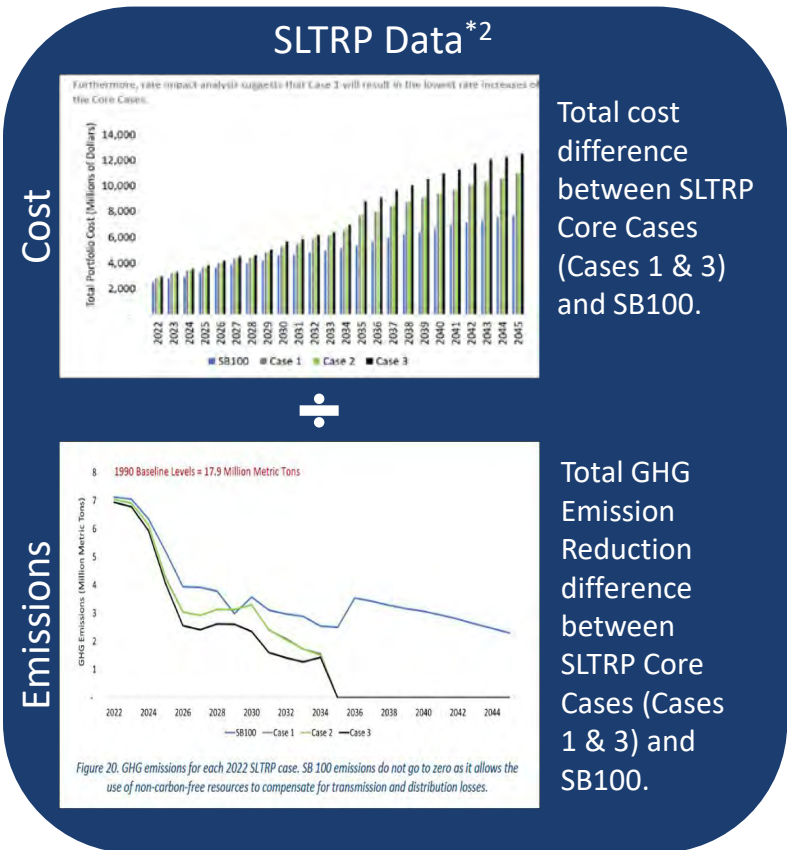 SLTRP Data*2
Furthermore, rate impact analysis suggests that Case 1 will result in the lowest rate increases of
the Core Cases.
Cost
Total Portfolio Cost (Millions of Dollars)
14,000
12,000
10,000
8,000
6,000
4,000
2,000
2022 2023 2024 2025 2026 2027 2028 2029 2030 2031 2032 2033 2034 2035 2036 2037 2038 2039 2040 2041 2042 2043 2044 2045
SB100 Case 1 Case 2 Case 3
Total cost
difference
between SLTRP
Core Cases
(Cases 1 & 3)
and SB100.
÷
Emissions
1990 Baseline Levels = 17.9 Million Metric Tons
GHG Emissions (Million Metric Tons)
8
7
6
5
4
3
2
1
-
2022 2024 2026 2028 2030 2032 2034 2036 2038 2040 2042 2044
SB100 Case 1 Case 2 Case 3
Figure 20. GHG emissions for each 2022 SLTRP case. SB 100 emissions do not go to zero as it allows the
use of non-carbon-free resources to compensate for transmission and distribution losses.
Total GHG
Emission
Reduction
difference
between
SLTRP Core
Cases (Cases
1 & 3) and
SB100.